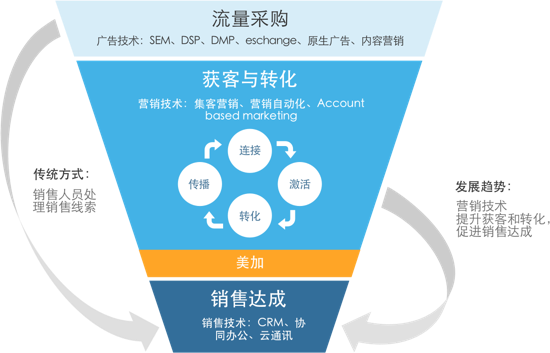 流量采购
广告技术：SEM、DSP、DMP、eschange、原生广告、内容营销
获客与转化
营销技术：集客营销、营销自动化、Account
based marketing
连接
传播
激活
转化
传统方式：
销售人员处
理销售线索
发展趋势：
营销技术
提升获客和转化，
促进销售达成
美加
销售达成
销售技术：CRM、协
同办公、云通讯